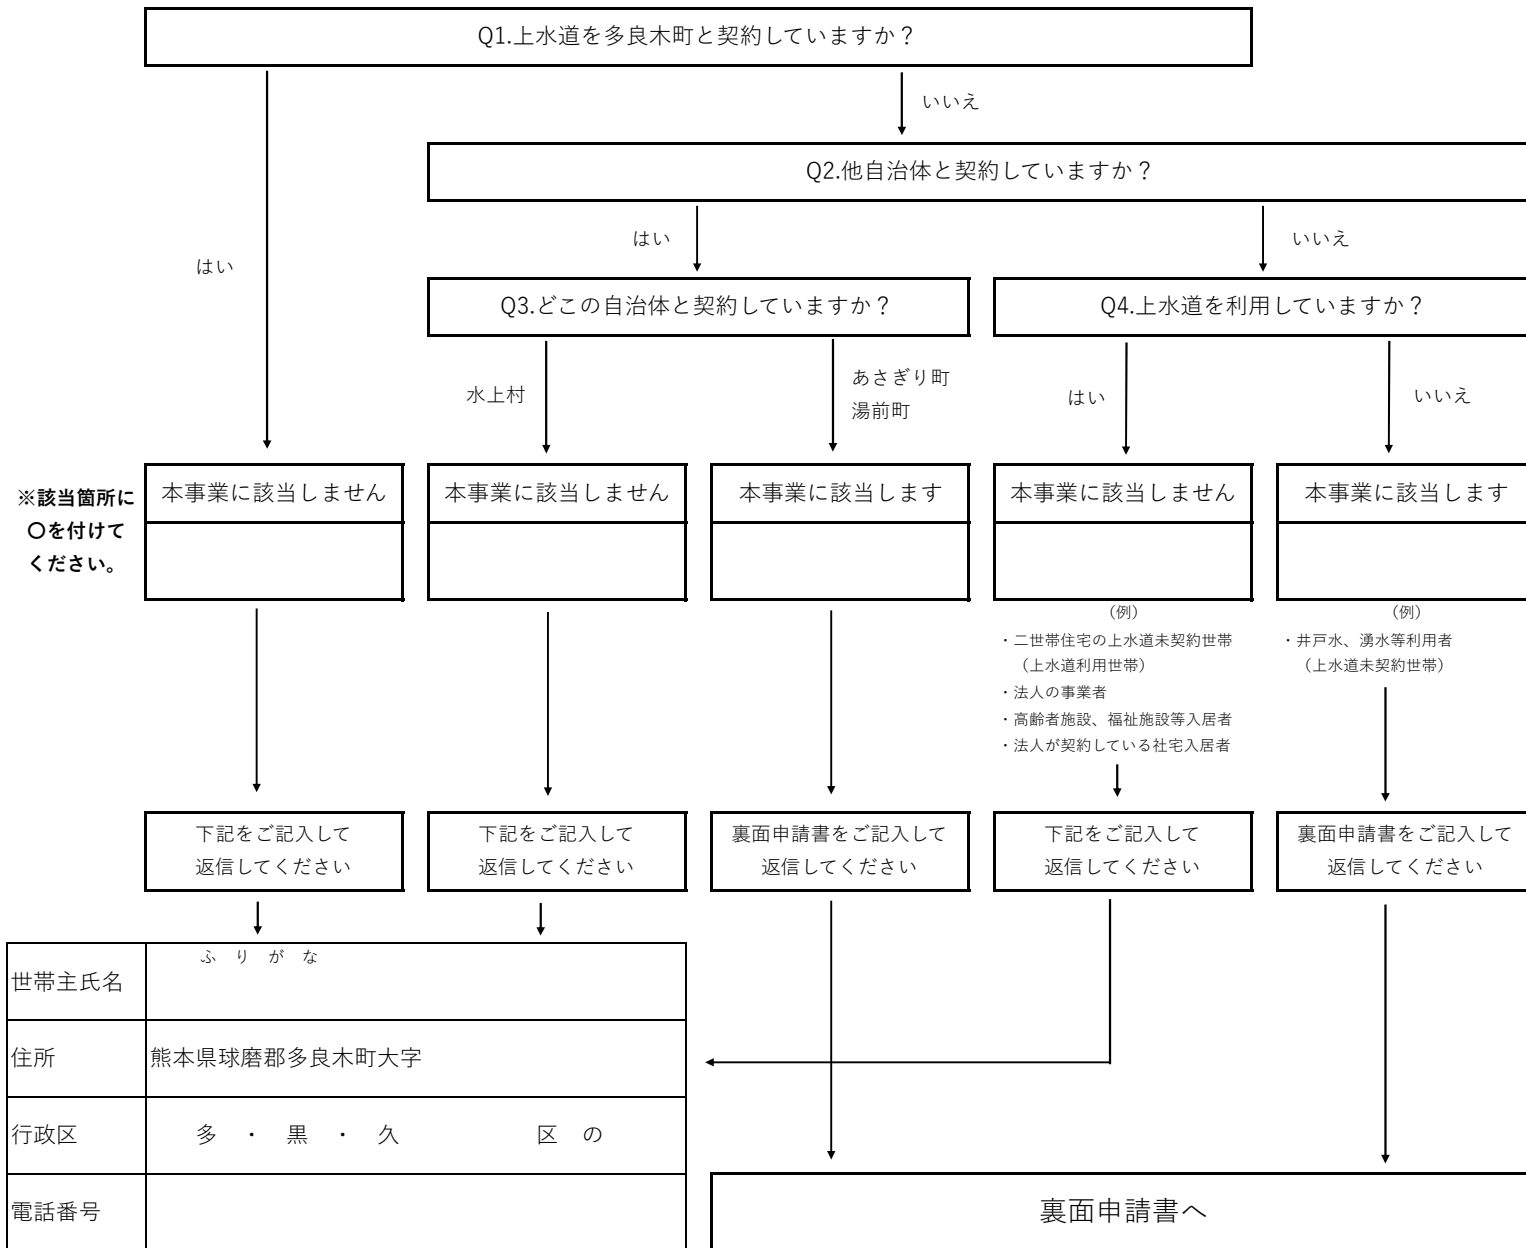 Q1.上水道を多良木町と契約していますか？
いいえ
Q2.他自治体と契約していますか？
はい
いいえ
はい
Q3.どこの自治体と契約していますか？
Q4.上水道を利用していますか？
水上村
あさぎり町
湯前町
はい
いいえ
※該当箇所に
〇を付けて
ください。
本事業に該当しません
本事業に該当しません
本事業に該当します
本事業に該当しません
本事業に該当します
（例）
・二世帯住宅の上水道未契約世帯
（上水道利用世帯）
・法人の事業者
・高齢者施設、福祉施設等入居者
・法人が契約している社宅入居者
（例）
・井戸水、湧水等利用者
（上水道未契約世帯）
下記をご記入して
返信してください
下記をご記入して
返信してください
裏面申請書をご記入して
返信してください
下記をご記入して
返信してください
裏面申請書をご記入して
返信してください
ふ り が な
世帯主氏名
住所 熊本県球磨郡多良木町大字
行政区 多 ・ 黒 ・ 久 区 の
電話番号
裏面申請書へ